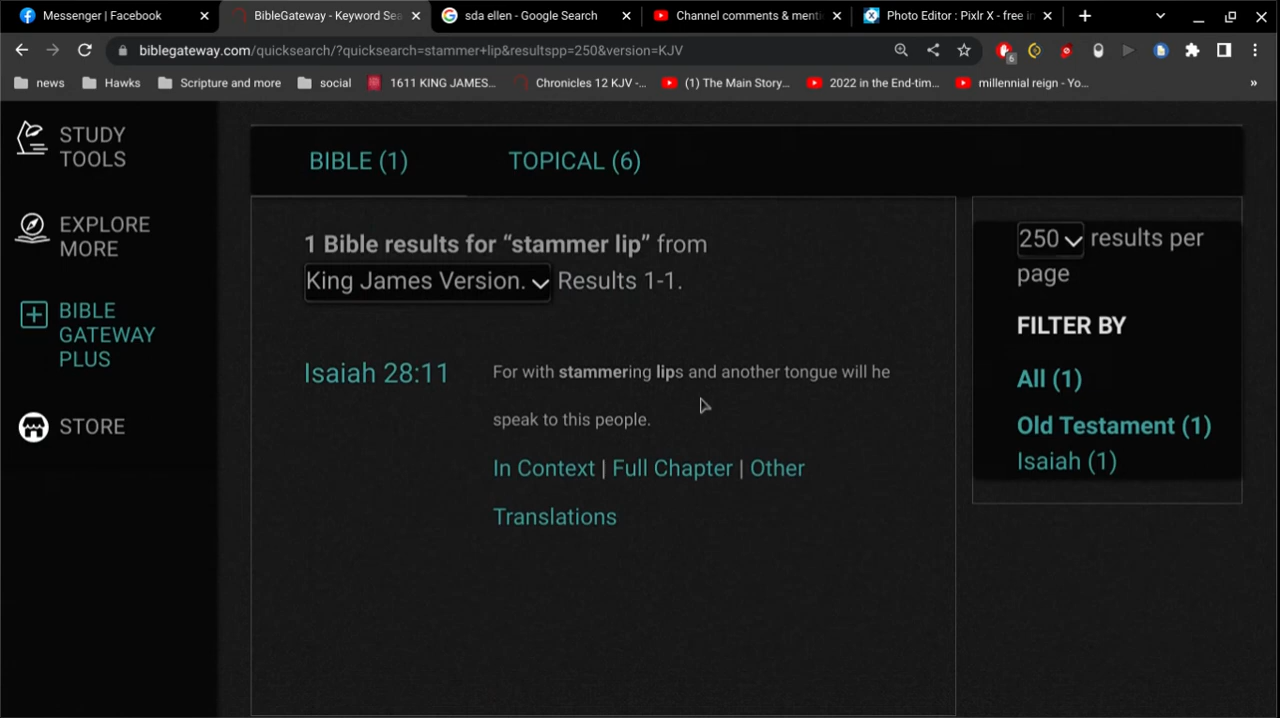 Messenger | Facebook
BibleGateway - Keyword Sea
sda ellen - Google Search
Channel comments & menti
Photo Editor : Pixlr X - free i
biblegateway.com/quicksearch/?quicksearch=stammer+lip&resultspp=250&version=KJV
6
news
Hawks
Scripture and more
social
1611 KING JAMES...
Chronicles 12 KJV -...
(1) The Main Story...
2022 in the End-tim...
millennial reign - Yo...
»
STUDY
TOOLS
EXPLORE
MORE
BIBLE
GATEWAY
PLUS
STORE
BIBLE (1)
TOPICAL (6)
1 Bible results for “stammer lip” from
King James Version. Results 1-1.
Isaiah 28:11
For with stammering lips and another tongue will he
speak to this people.
In Context | Full Chapter | Other
Translations
250 results per
page
FILTER BY
All (1)
Old Testament (1)
Isaiah (1)